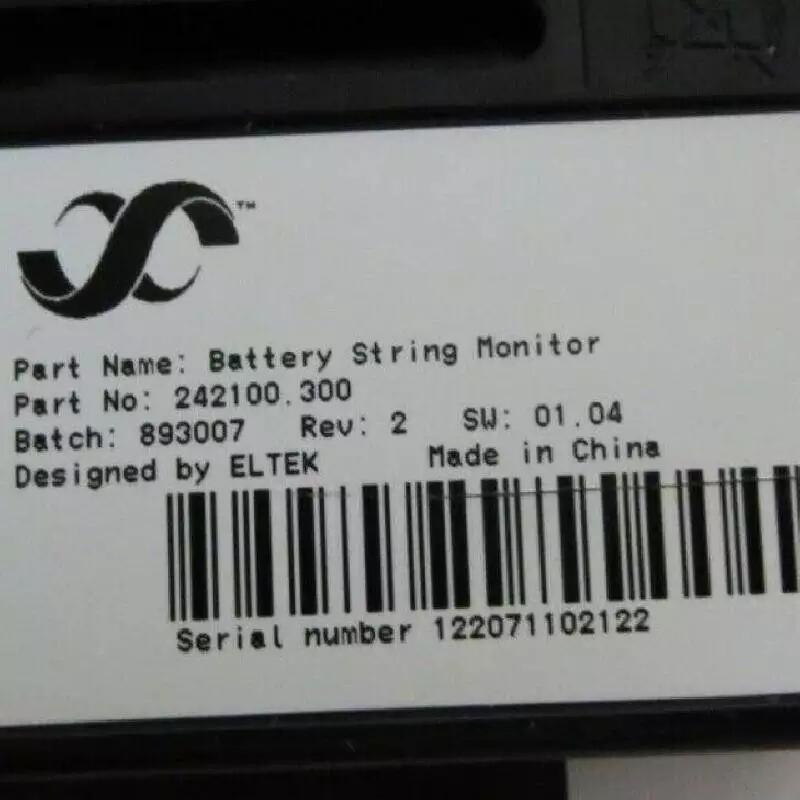 TM
Part Name: Battery String Monitor
Part No: 242100.300
Batch: 893007 Rev: 2 SW: 01.04
Designed by ELTEK Made in China
Serial number 122071102122